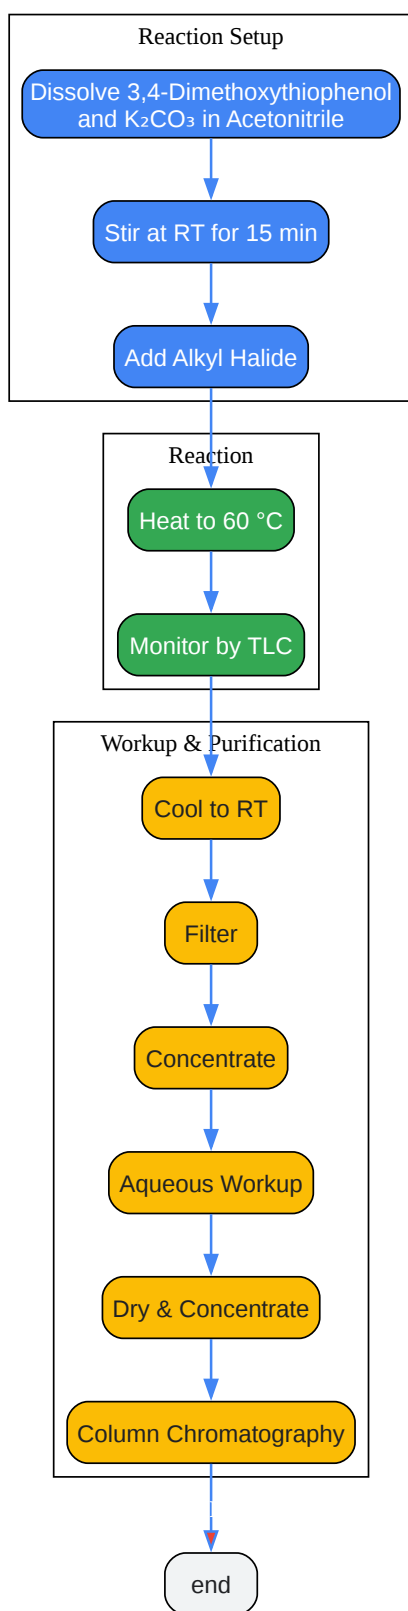 Reaction Setup
Dissolve 3,4-Dimethoxythiophenol
and K₂CO₃ in Acetonitrile
Stir at RT for 15 min
Add Alkyl Halide
Reaction
Heat to 60 °C
Monitor by TLC
Workup & Purification
Cool to RT
Filter
Concentrate
Aqueous Workup
Dry & Concentrate
Column Chromatography
end